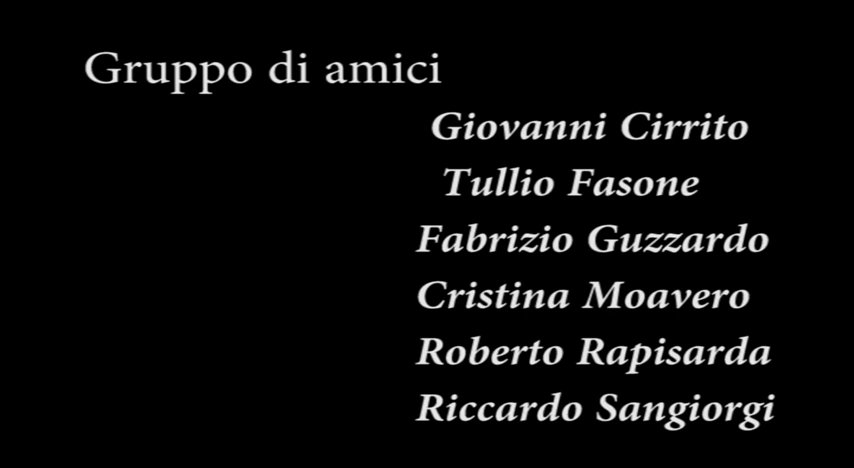 Gruppo di amici
Giovanni Cirrito
Tullio Fasone
Fabrizio Guzzardo
Cristina Moavero
Roberto Rapisarda
Riccardo Sangiorgi